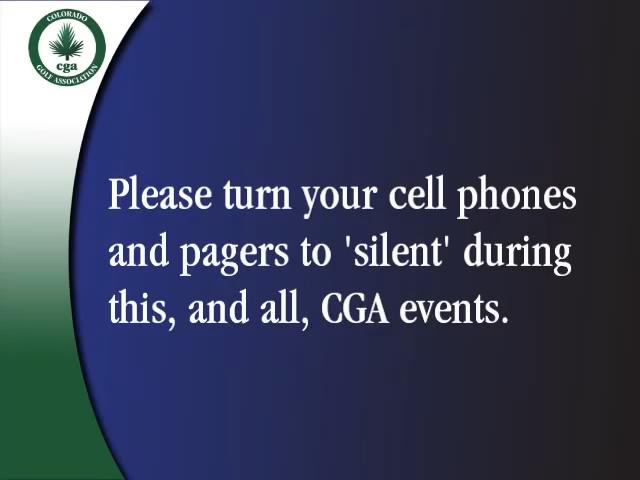 COLORADO
cga
GOLF ASSOCIATION
Please turn your cell phones
and pagers to 'silent' during
this, and all, CGA events.